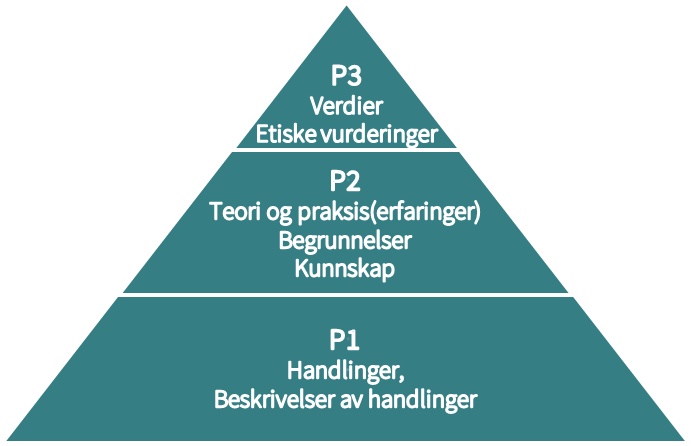 P3
Verdier
Etiske vurderinger
P2
Teori og praksis(erfaringer)
Begrunnelser
Kunnskap
P1
Handlinger,
Beskrivelser av handlinger